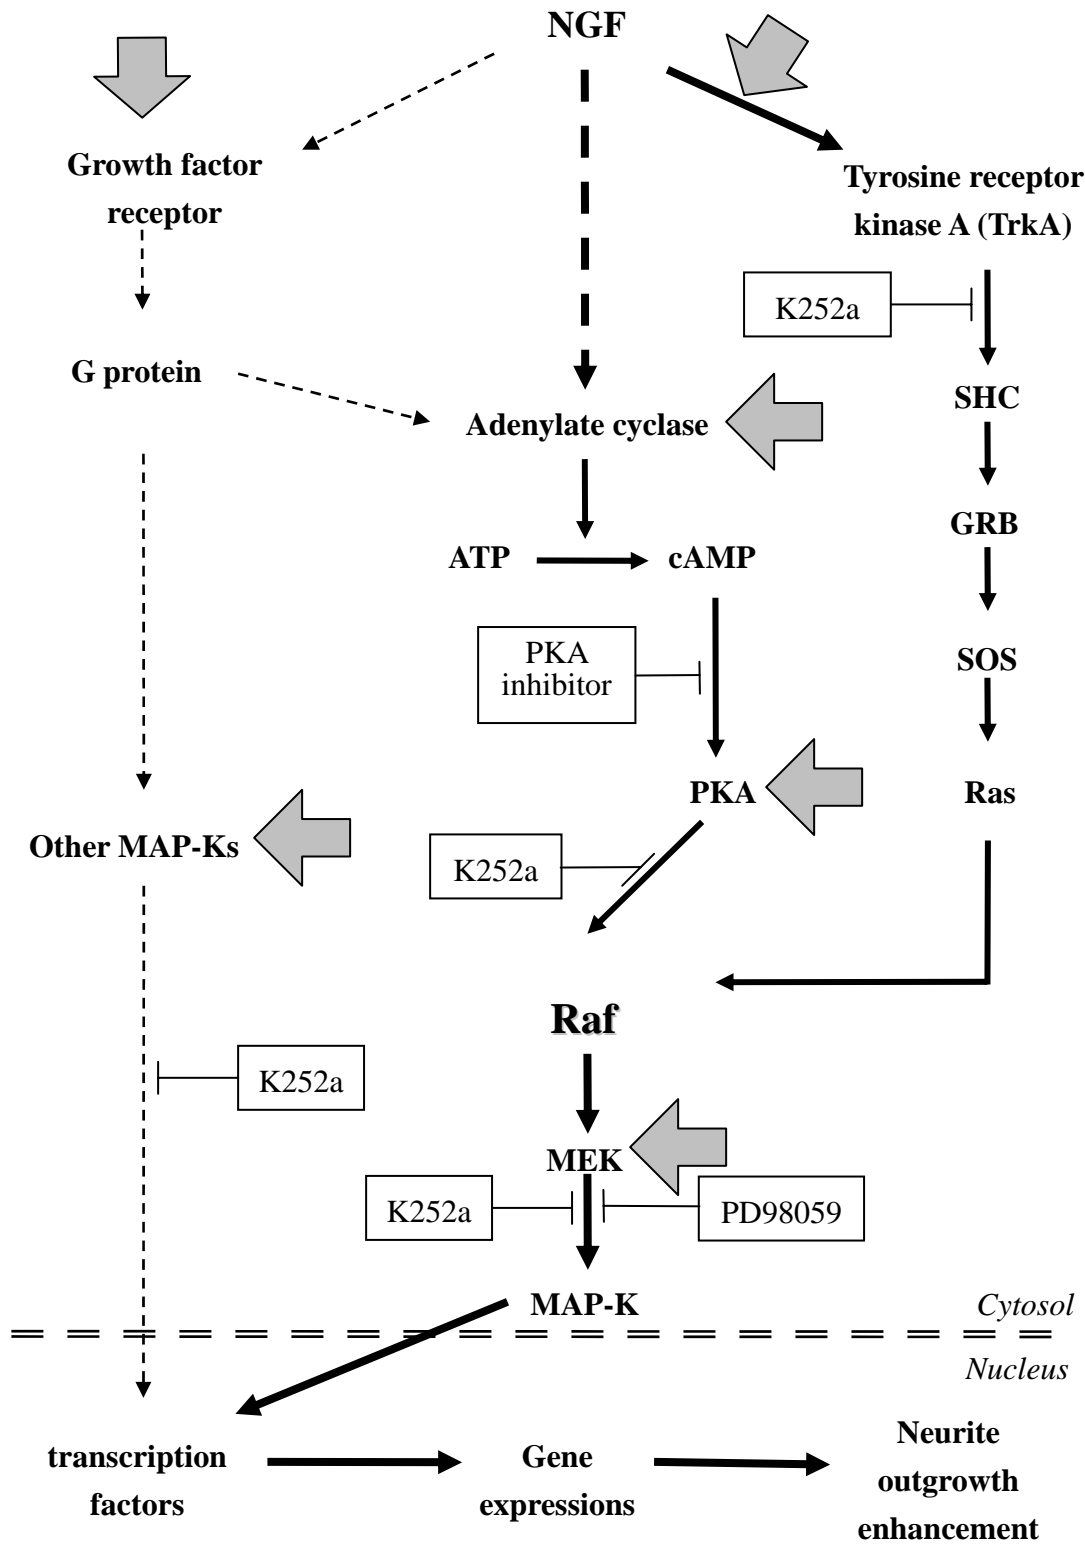 NGF
Growth factor
receptor
Tyrosine receptor
kinase A (TrkA)
K252a
G protein
SHC
Adenylate cyclase
GRB
ATP
cAMP
PKA
inhibitor
SOS
PKA
Ras
Other MAP-Ks
K252a
Raf
K252a
MEK
K252a
PD98059
MAP-K
Cytosol
Nucleus
transcription
factors
Gene
expressions
Neurite
outgrowth
enhancement